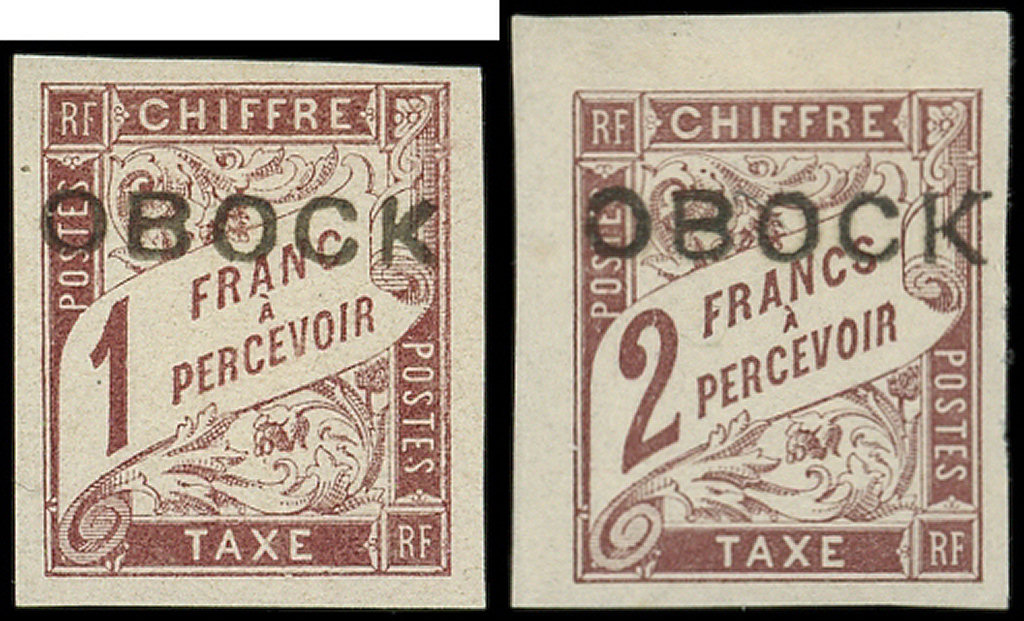 RF CHIFFRE
POSTES
OBOCK
1 FRANC
À
PERCEVOIR
POSTES
TAXE RF
RF CHIFFRE
POSTES
OBOCK
2 FRANCS
À
PERCEVOIR
POSTES
TAXE RF